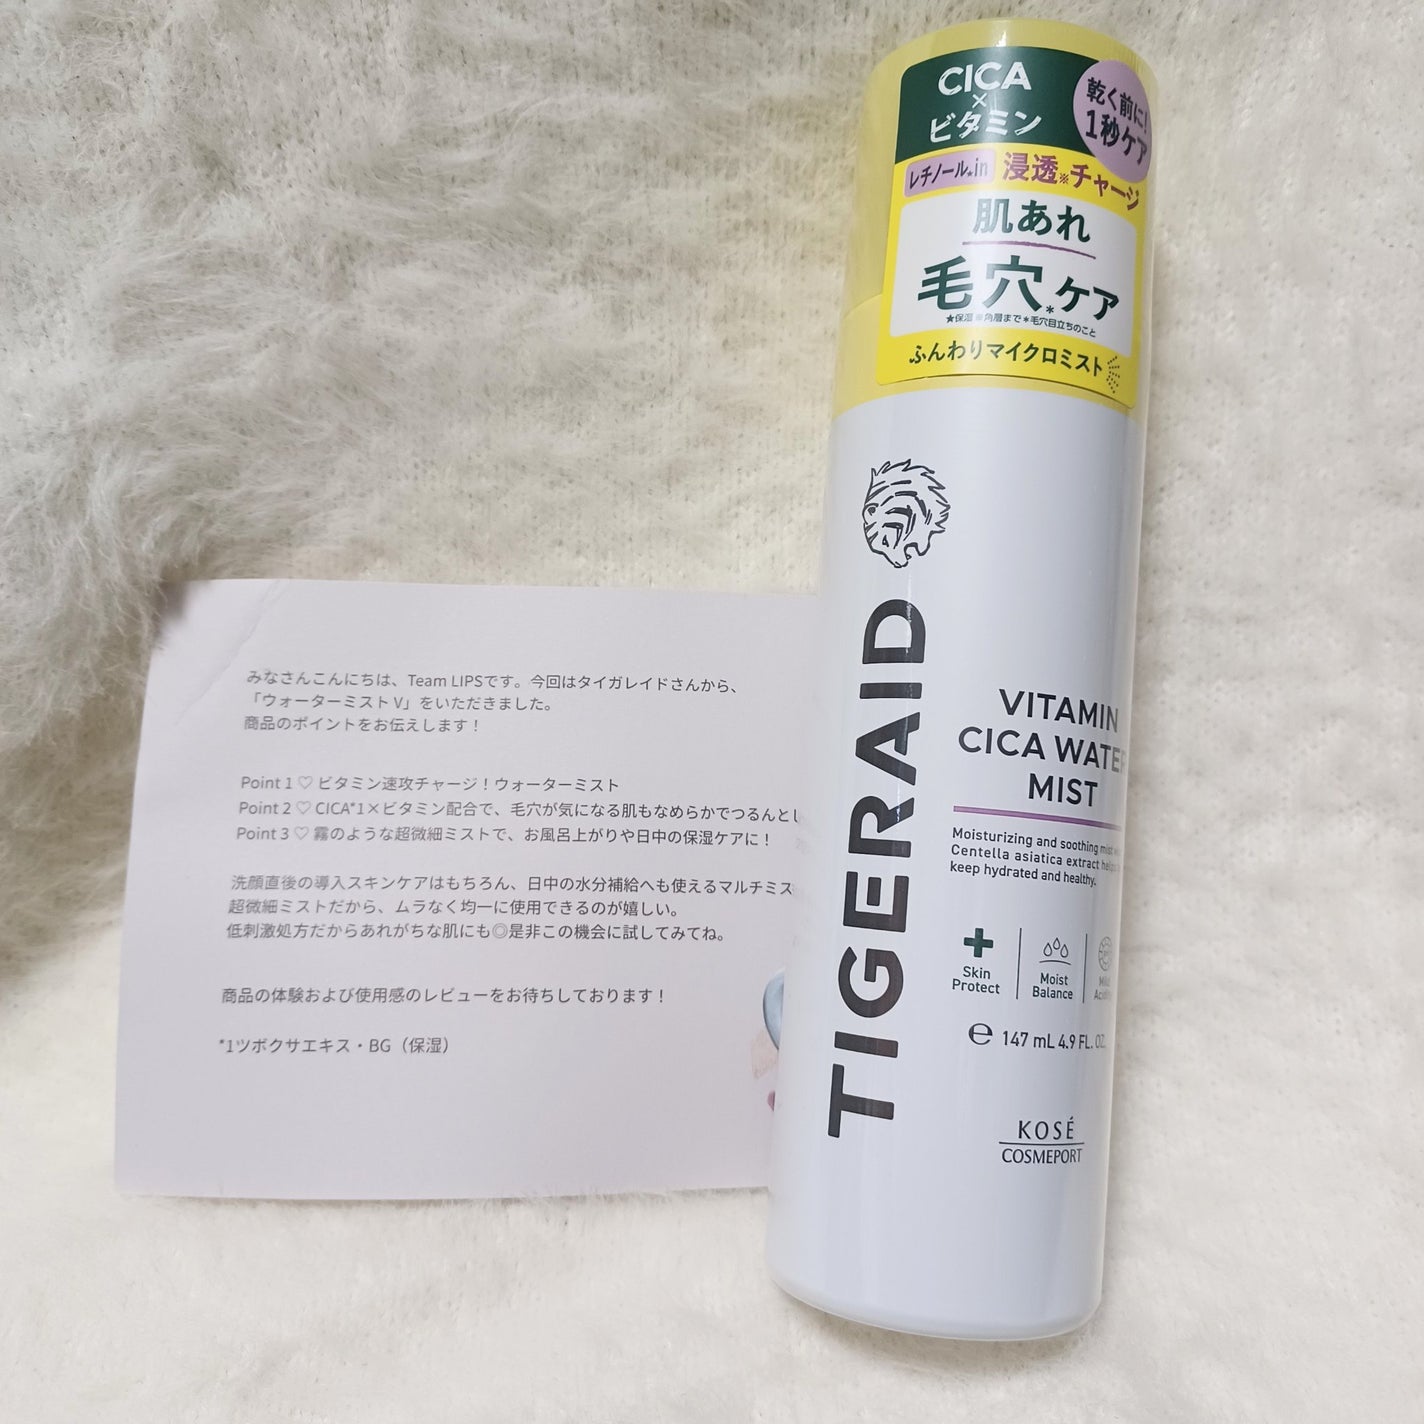 みなさんこんにちは、Team LIPSです。今回はタイガレイドさんから、
「ウォーターミスト V」をいただきました。
商品のポイントをお伝えします！
Point 1 ♡ ビタミン速攻チャージ！ウォーターミスト
Point 2 ♡ CICA*1×ビタミン配合で、毛穴が気になる肌もなめらかでつるんとし
Point 3 ♡ 霧のような超微細ミストで、お風呂上がりや日中の保湿ケアに！
洗顔直後の導入スキンケアはもちろん、日中の水分補給へも使えるマルチミス
超微細ミストだから、ムラなく均一に使用できるのが嬉しい。
低刺激処方だからあれがちな肌にも◎是非この機会に試してみてね。
商品の体験および使用感のレビューをお待ちしております！
*1ツボクサエキス・BG（保湿）
CICA
×
ビタミン
乾く前に!
1秒ケア
レチノール★in 浸透※チャージ
肌あれ
毛穴*ケア
★保湿 ※角層まで *毛穴目立ちのこと
ふんわりマイクロミスト
TIGERAID
VITAMIN
CICA WATER
MIST
Moisturizing and soothing mist
Centella asiatica extract
keep hydrated and healthy.
Skin
Protect
Moist
Balance
℮ 147 mL 4.9 FL. OZ.
KOSÉ
COSMEPORT